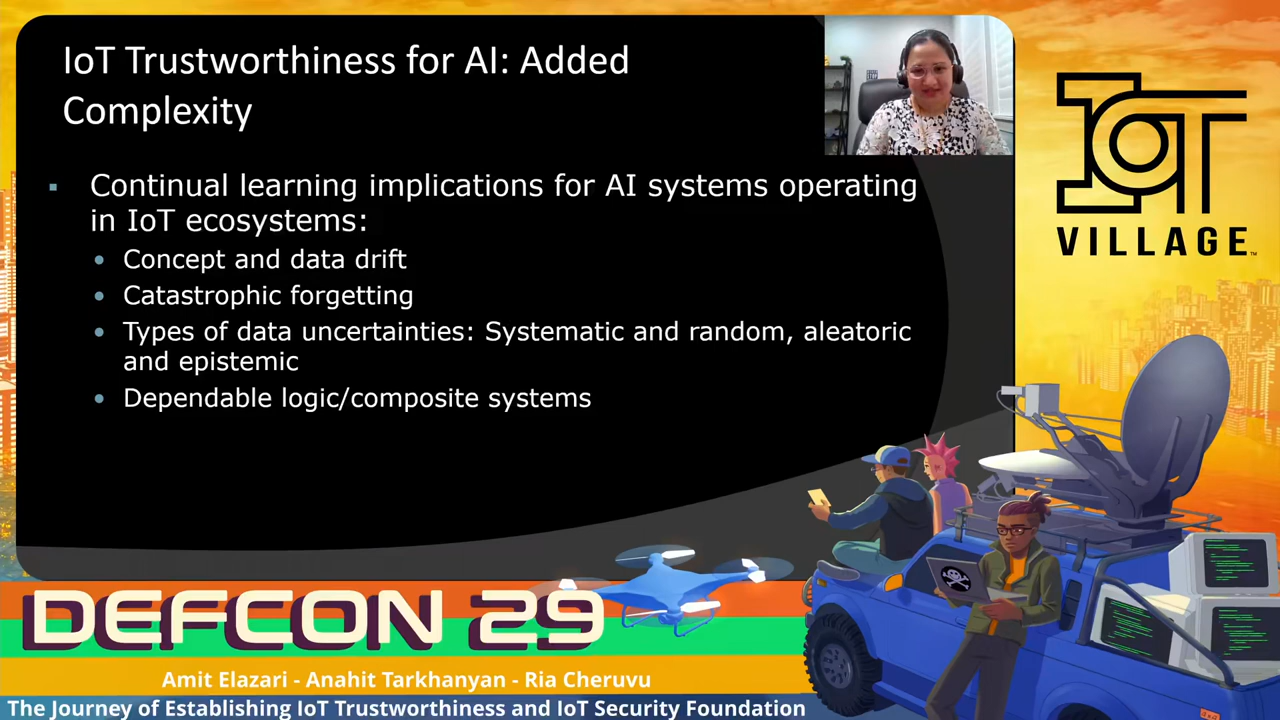 IoT Trustworthiness for AI: Added
Complexity
▪ Continual learning implications for AI systems operating
in IoT ecosystems:
• Concept and data drift
• Catastrophic forgetting
• Types of data uncertainties: Systematic and random, aleatoric
and epistemic
• Dependable logic/composite systems
IOT
VILLAGE™
DEFCON 29
Amit Elazari - Anahit Tarkhanyan - Ria Cheruvu
The Journey of Establishing IoT Trustworthiness and IoT Security Foundation